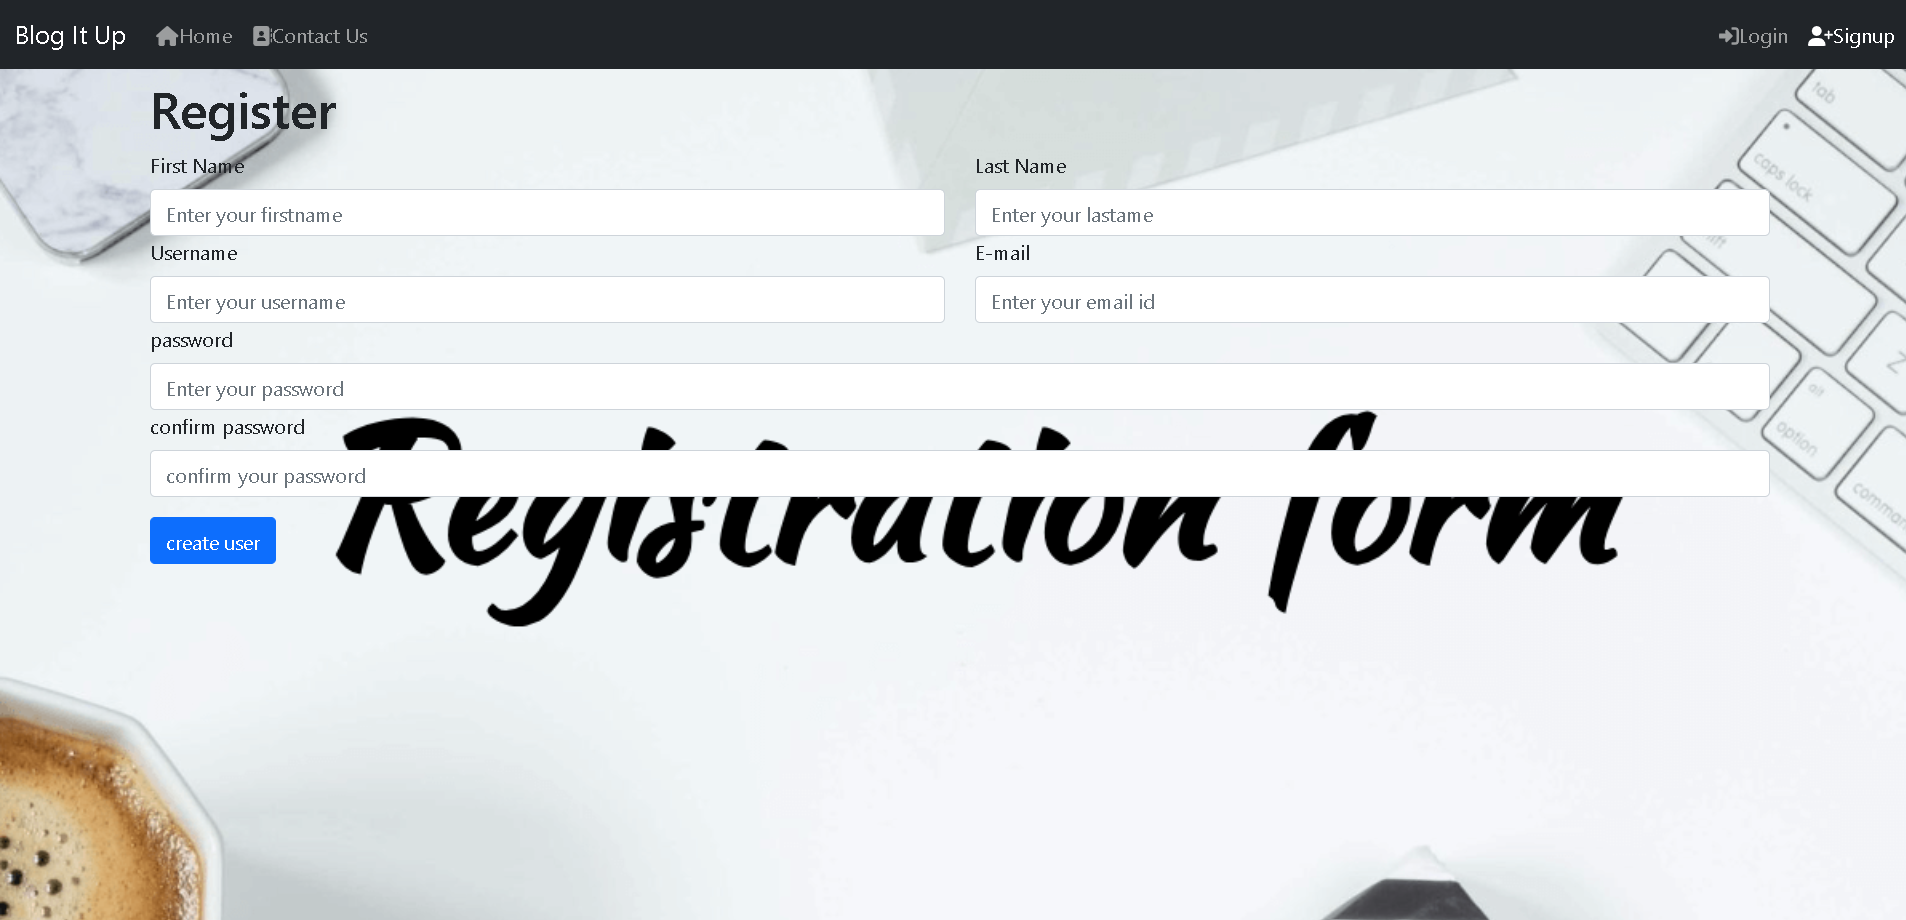 Blog It Up Home Contact Us Login Signup
Register
First Name Last Name
Enter your firstname Enter your lastame
Username E-mail
Enter your username Enter your email id
password
Enter your password
confirm password
confirm your password
create user
Registration form
tab
caps lock
alt
option
Z